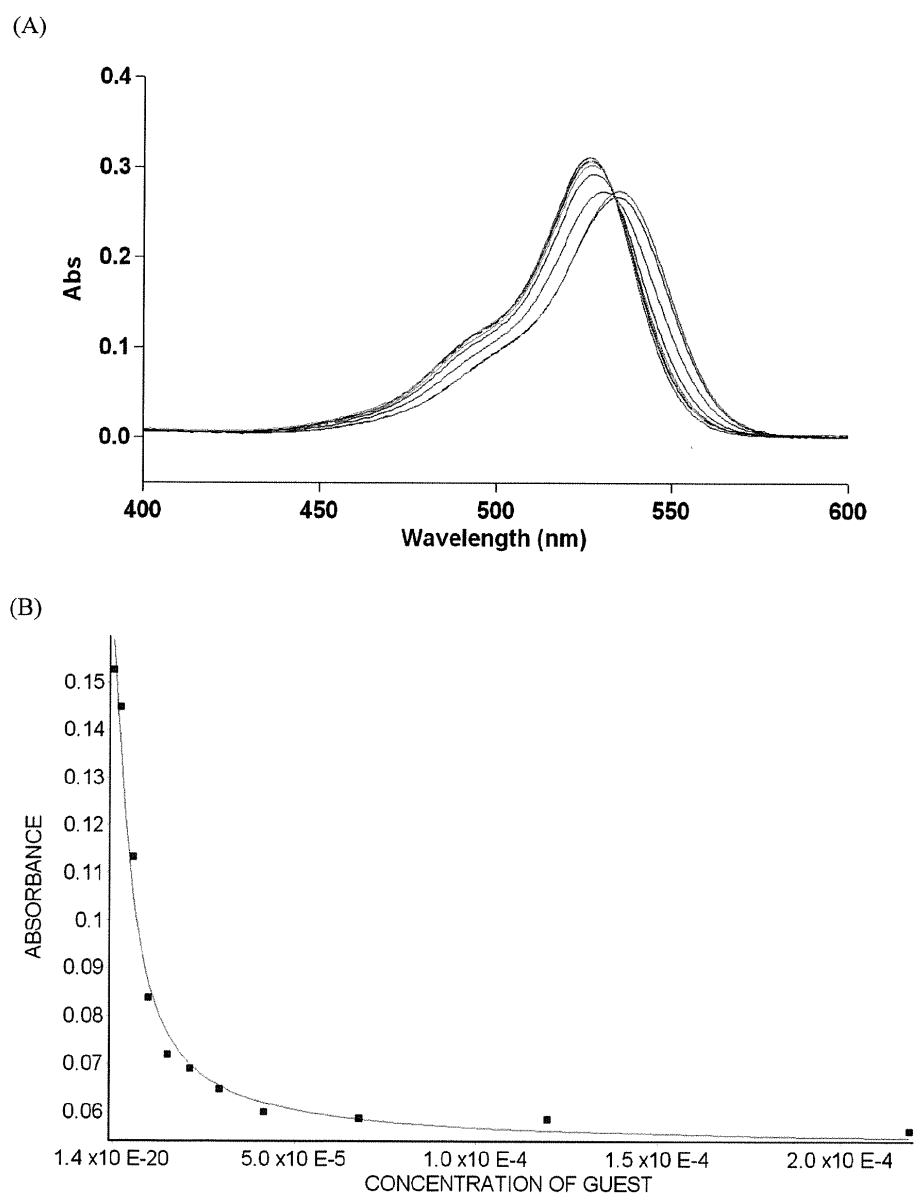 (A)
0.4
0.3
0.2
0.1
0.0
Abs
400
450
500
550
600
Wavelength (nm)
(B)
0.15
0.14
0.13
0.12
0.11
0.1
0.09
0.08
0.07
0.06
ABSORBANCE
1.4 x10 E-20
5.0 x10 E-5
1.0 x10 E-4
1.5 x10 E-4
2.0 x10 E-4
CONCENTRATION OF GUEST